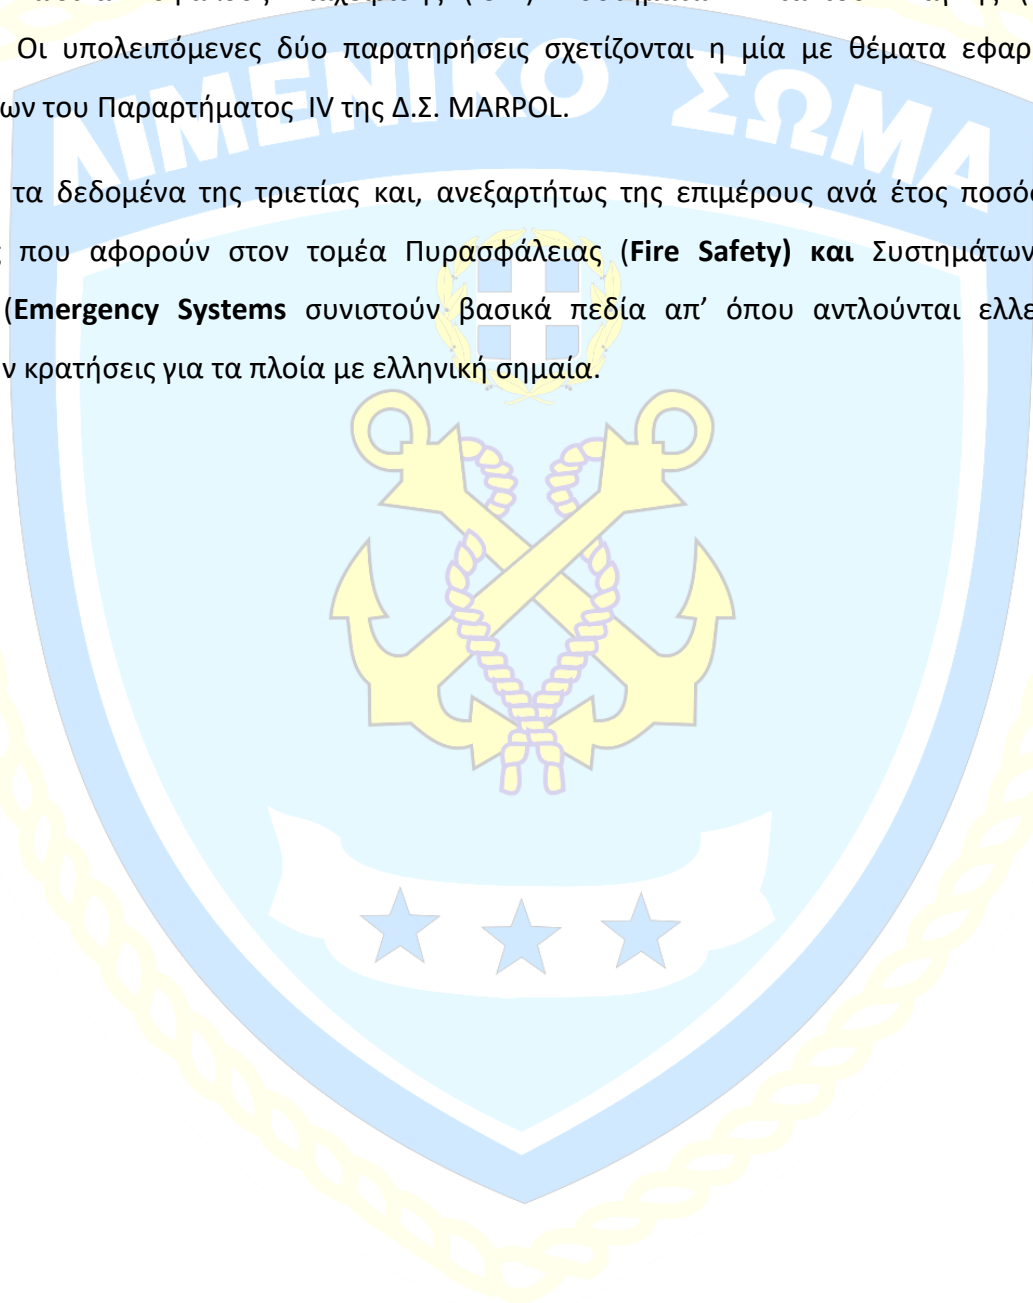 Οι υπολειπόμενες δύο παρατηρήσεις σχετίζονται η μία με θέματα εφαρ
ων του Παραρτήματος IV της Δ.Σ. MARPOL.
ΛΙΜΕΝΙΚΟ ΣΩΜΑ
τα δεδομένα της τριετίας και, ανεξαρτήτως της επιμέρους ανά έτος ποσό
ς που αφορούν στον τομέα Πυρασφάλειας (Fire Safety) και Συστημάτων
(Emergency Systems συνιστούν βασικά πεδία απ’ όπου αντλούνται ελλε
ν κρατήσεις για τα πλοία με ελληνική σημαία.